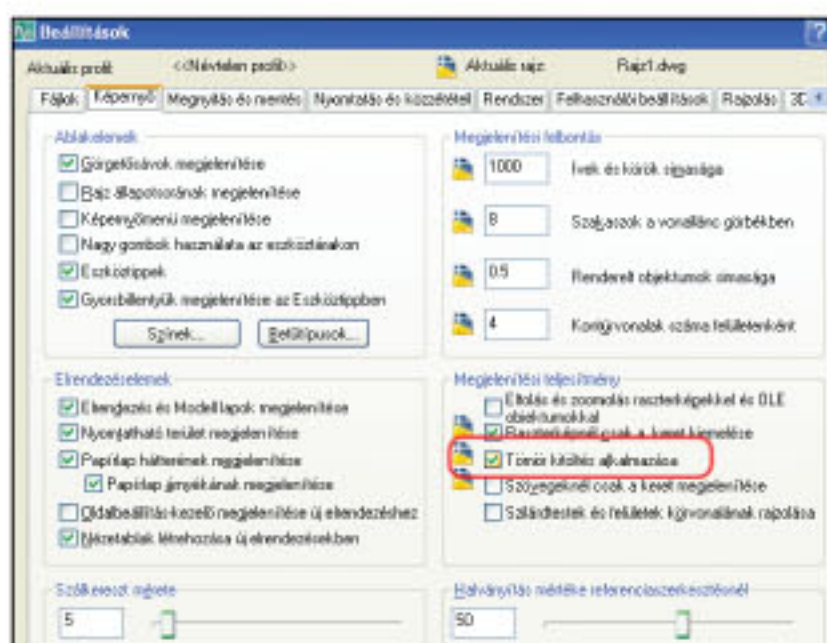 Beállítások
Aktuális profil: <<Névtelen profil>> Aktuális rajz: Rajz1.dwg
Fájlok Képernyő Megnyitás és mentés Nyomtatás és közzététel Rendszer Felhasználói beállítások Rajzolás 3D
Ablakelemek
Görgetősávok megjelenítése
Rajz állapotsorának megjelenítése
Képernyőmenü megjelenítése
Nagy gombok használata az eszköztárakon
Eszköztippek
Gyorsbillentyűk megjelenítése az Eszköztippben
Színek... Betűtípusok...
Megjelenítési felbontás
1000 Ívek és körök simasága
8 Szakaszok a vonallánc görbékben
0.5 Renderelt objektumok simasága
4 Kontúrvonalak száma felületenként
Elrendezéselemek
Elrendezés és Modell lapok megjelenítése
Nyomtatható terület megjelenítése
Papírlap hátterének megjelenítése
Papírlap árnyékának megjelenítése
Oldalbeállítás-kezelő megjelenítése új elrendezéshez
Nézetablak létrehozása új elrendezésekben
Megjelenítési teljesítmény
Eltolás és zoomolás raszterképekkel és OLE
objektumokkal
Raszterképnél csak a keret kiemelése
Tömör kitöltés alkalmazása
Szövegeknél csak a keret megjelenítése
Szilárdtestek és felületek körvonalának rajzolása
Szálkereszt mérete
5
Halványítás mértéke referenciaszerkesztésnél
50